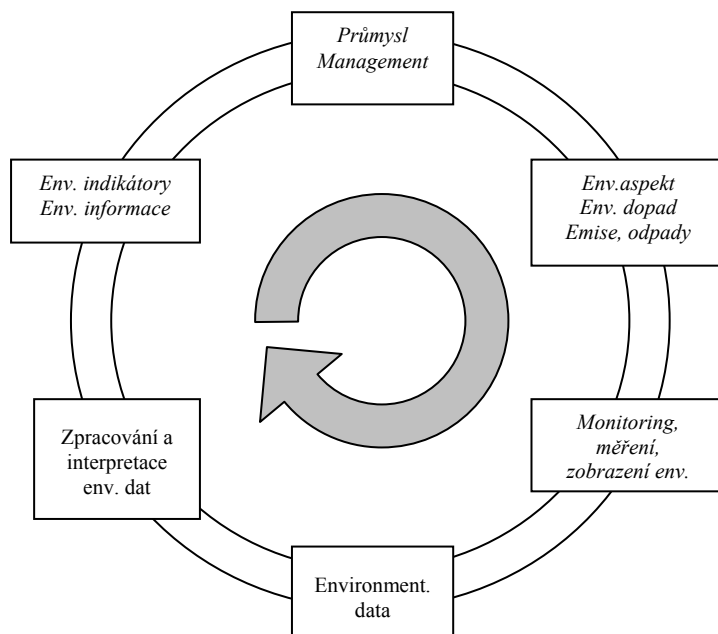 Průmysl
Management
Env. indikátory
Env. informace
Env.aspekt
Env. dopad
Emise, odpady
Zpracování a
interpretace
env. dat
Monitoring,
měření,
zobrazení env.
Environment.
data